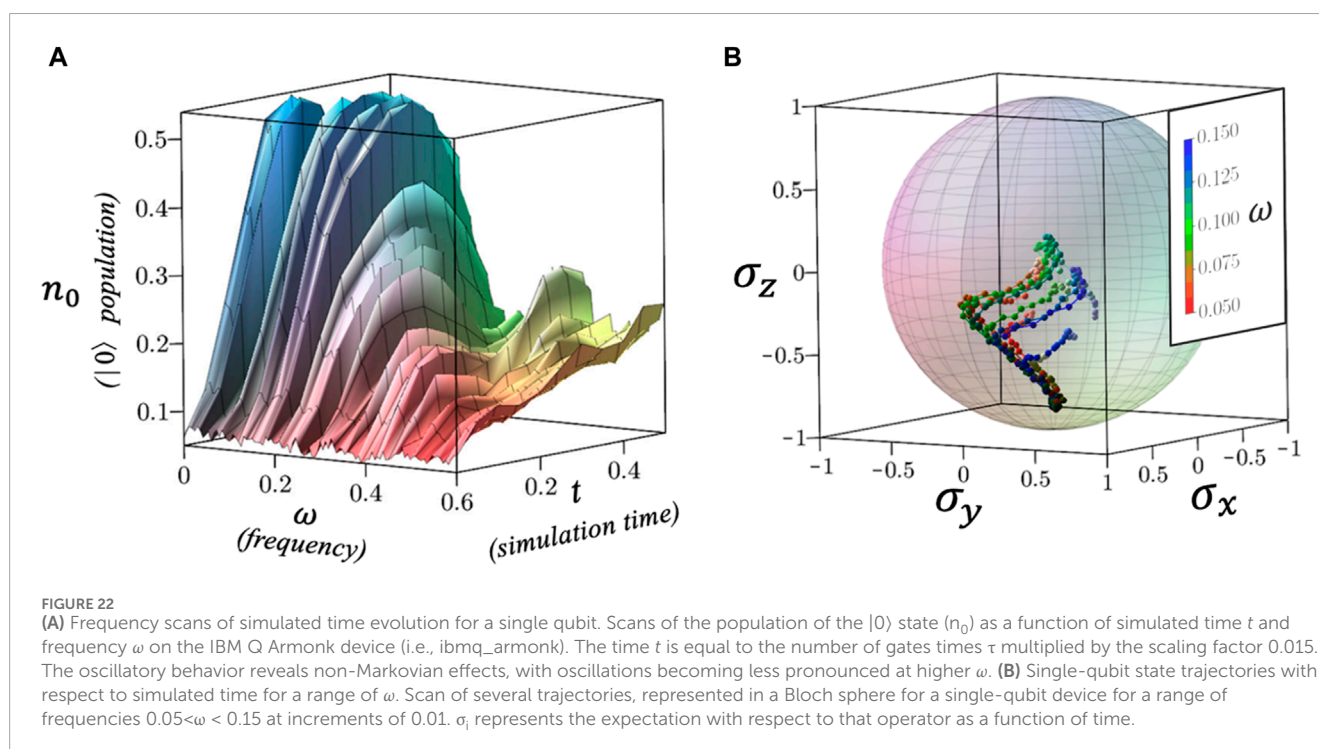 A
B
0.5
0.4
0.3
0.2
0.1
n₀
(|0⟩ population)
0
0.2
0.4
0.6
ω
(frequency)
0.2
0.4
t
(simulation time)
1
0.5
0
-0.5
-1
σz
-1
-0.5
0
0.5
1
σy
0.5
0
-0.5
-1
σx
0.150
0.125
0.100
0.075
0.050
ω
FIGURE 22
(A) Frequency scans of simulated time evolution for a single qubit. Scans of the population of the |0⟩ state (n₀) as a function of simulated time t and
frequency ω on the IBM Q Armonk device (i.e., ibmq_armonk). The time t is equal to the number of gates times τ multiplied by the scaling factor 0.015.
The oscillatory behavior reveals non-Markovian effects, with oscillations becoming less pronounced at higher ω. (B) Single-qubit state trajectories with
respect to simulated time for a range of ω. Scan of several trajectories, represented in a Bloch sphere for a single-qubit device for a range of
frequencies 0.05<ω < 0.15 at increments of 0.01. σᵢ represents the expectation with respect to that operator as a function of time.